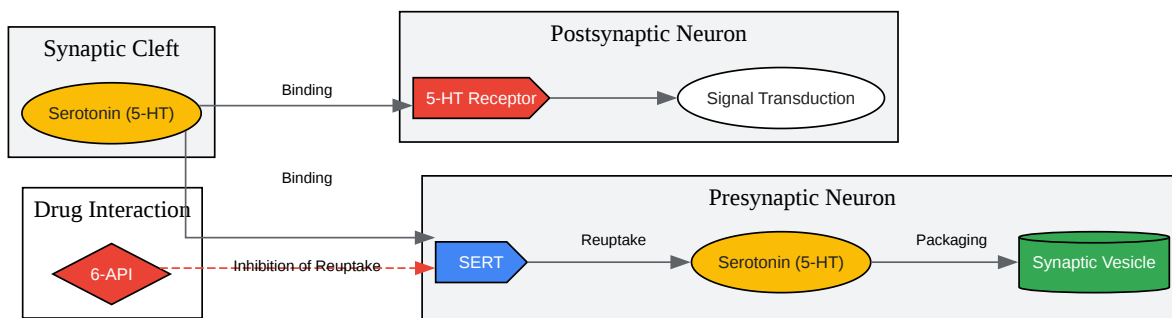 Synaptic Cleft
Serotonin (5-HT)
Binding
Postsynaptic Neuron
5-HT Receptor
Signal Transduction
Binding
Drug Interaction
6-API
Inhibition of Reuptake
Presynaptic Neuron
SERT
Reuptake
Serotonin (5-HT)
Packaging
Synaptic Vesicle